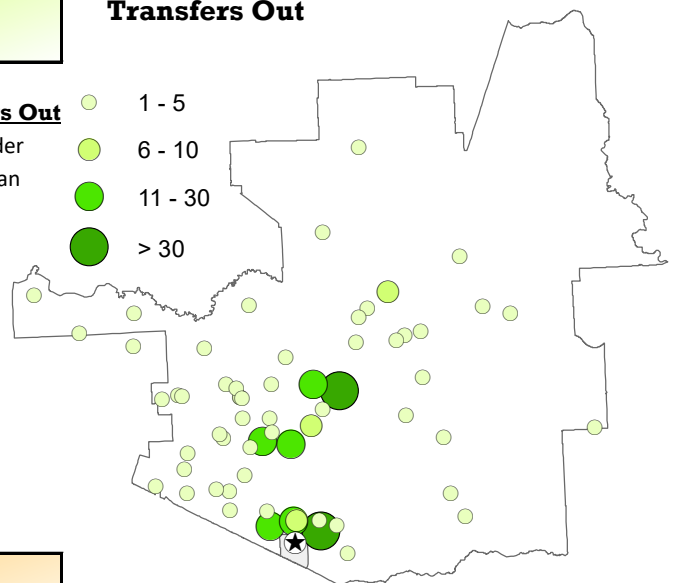 Transfers Out
s Out
der
an
1 - 5
6 - 10
11 - 30
> 30